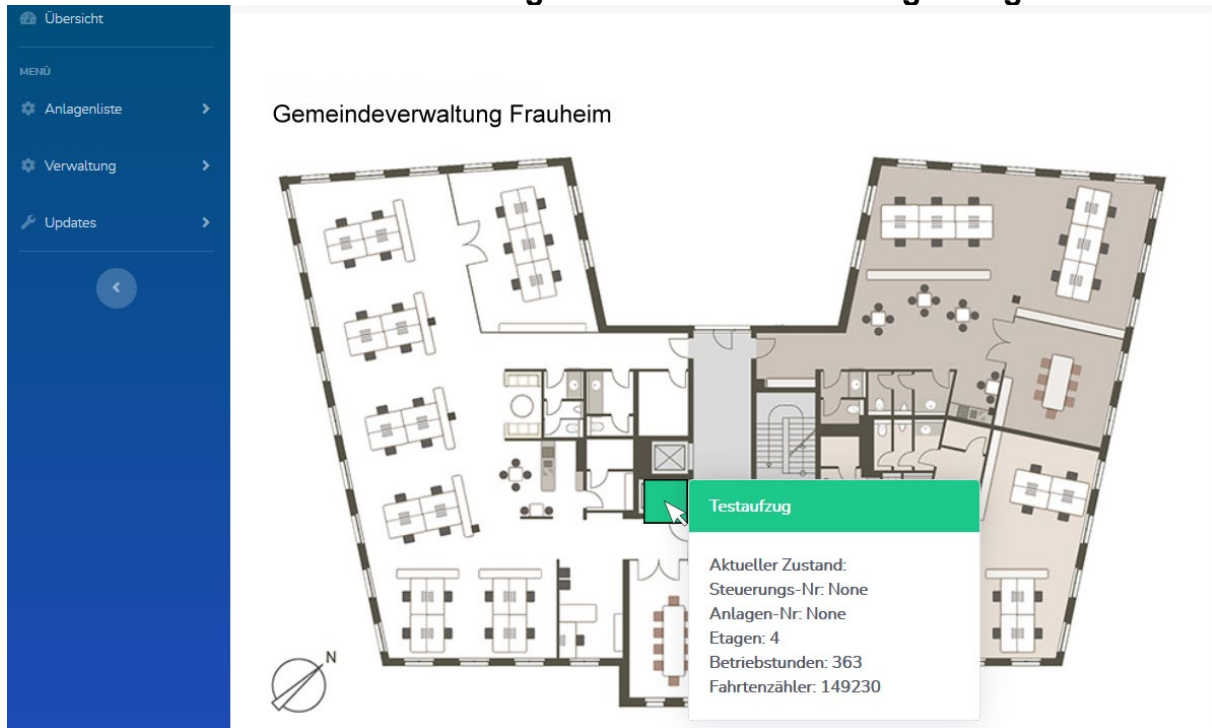 Übersicht
MENÜ
Anlagenliste
Verwaltung
Updates
Gemeindeverwaltung Frauheim
Testaufzug
Aktueller Zustand:
Steuerungs-Nr: None
Anlagen-Nr: None
Etagen: 4
Betriebstunden: 363
Fahrtenzähler: 149230
N